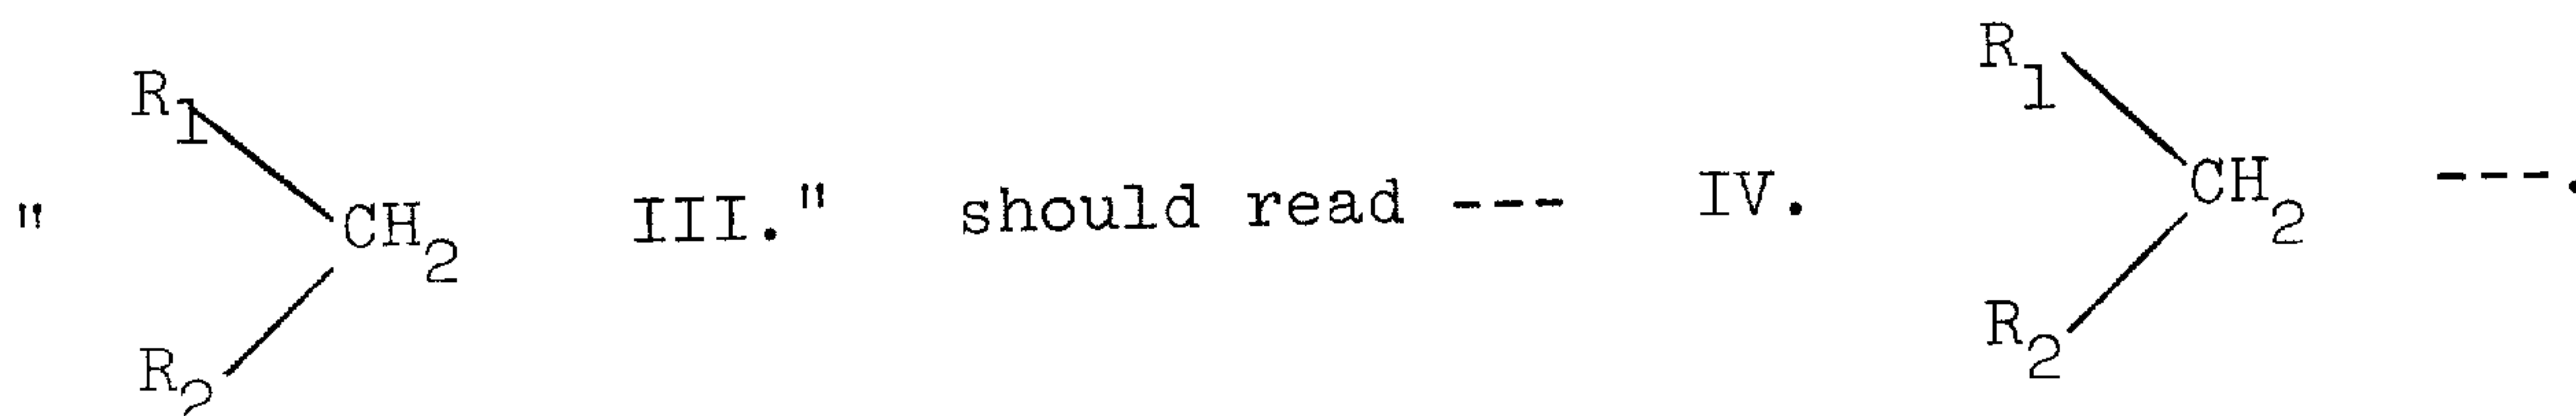 R1
" CH2 III." should read --- IV. R1 CH2 ---.
R2 R2